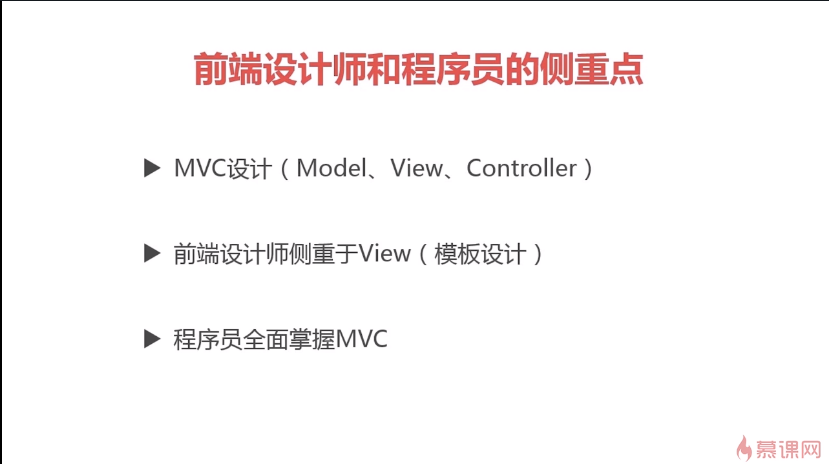 前端设计师和程序员的侧重点
▶ MVC设计（Model、View、Controller）
▶ 前端设计师侧重于View（模板设计）
▶ 程序员全面掌握MVC
慕课网